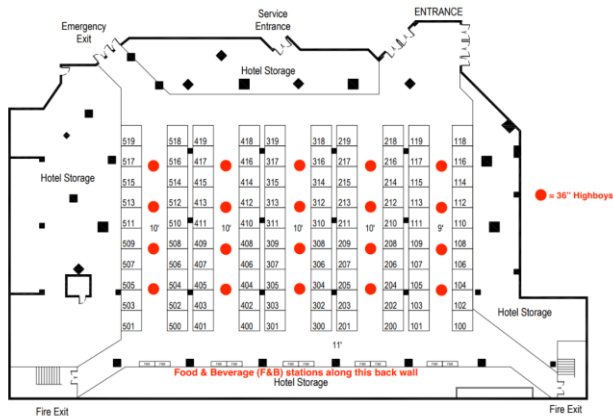 ENTRANCE
Service
Entrance
Emergency
Exit
Hotel Storage
519 518 419 418 319 318 219 218 119 118
517 516 417 416 317 316 217 216 117 116
Hotel Storage
515 514 415 414 315 314 215 214 115 114
= 36" Highboys
513 512 413 412 313 312 213 212 113 112
511 10' 510 411 10' 410 311 10' 310 211 10' 210 111 9' 110
509 508 409 408 309 308 209 208 109 108
507 506 407 406 307 306 207 206 107 106
505 504 405 404 305 304 205 204 105 104
503 502 403 402 303 302 203 202 103 102
Hotel Storage
501 500 401 400 301 300 201 200 101 100
11'
Food & Beverage (F&B) stations along this back wall
Hotel Storage
Fire Exit
Fire Exit